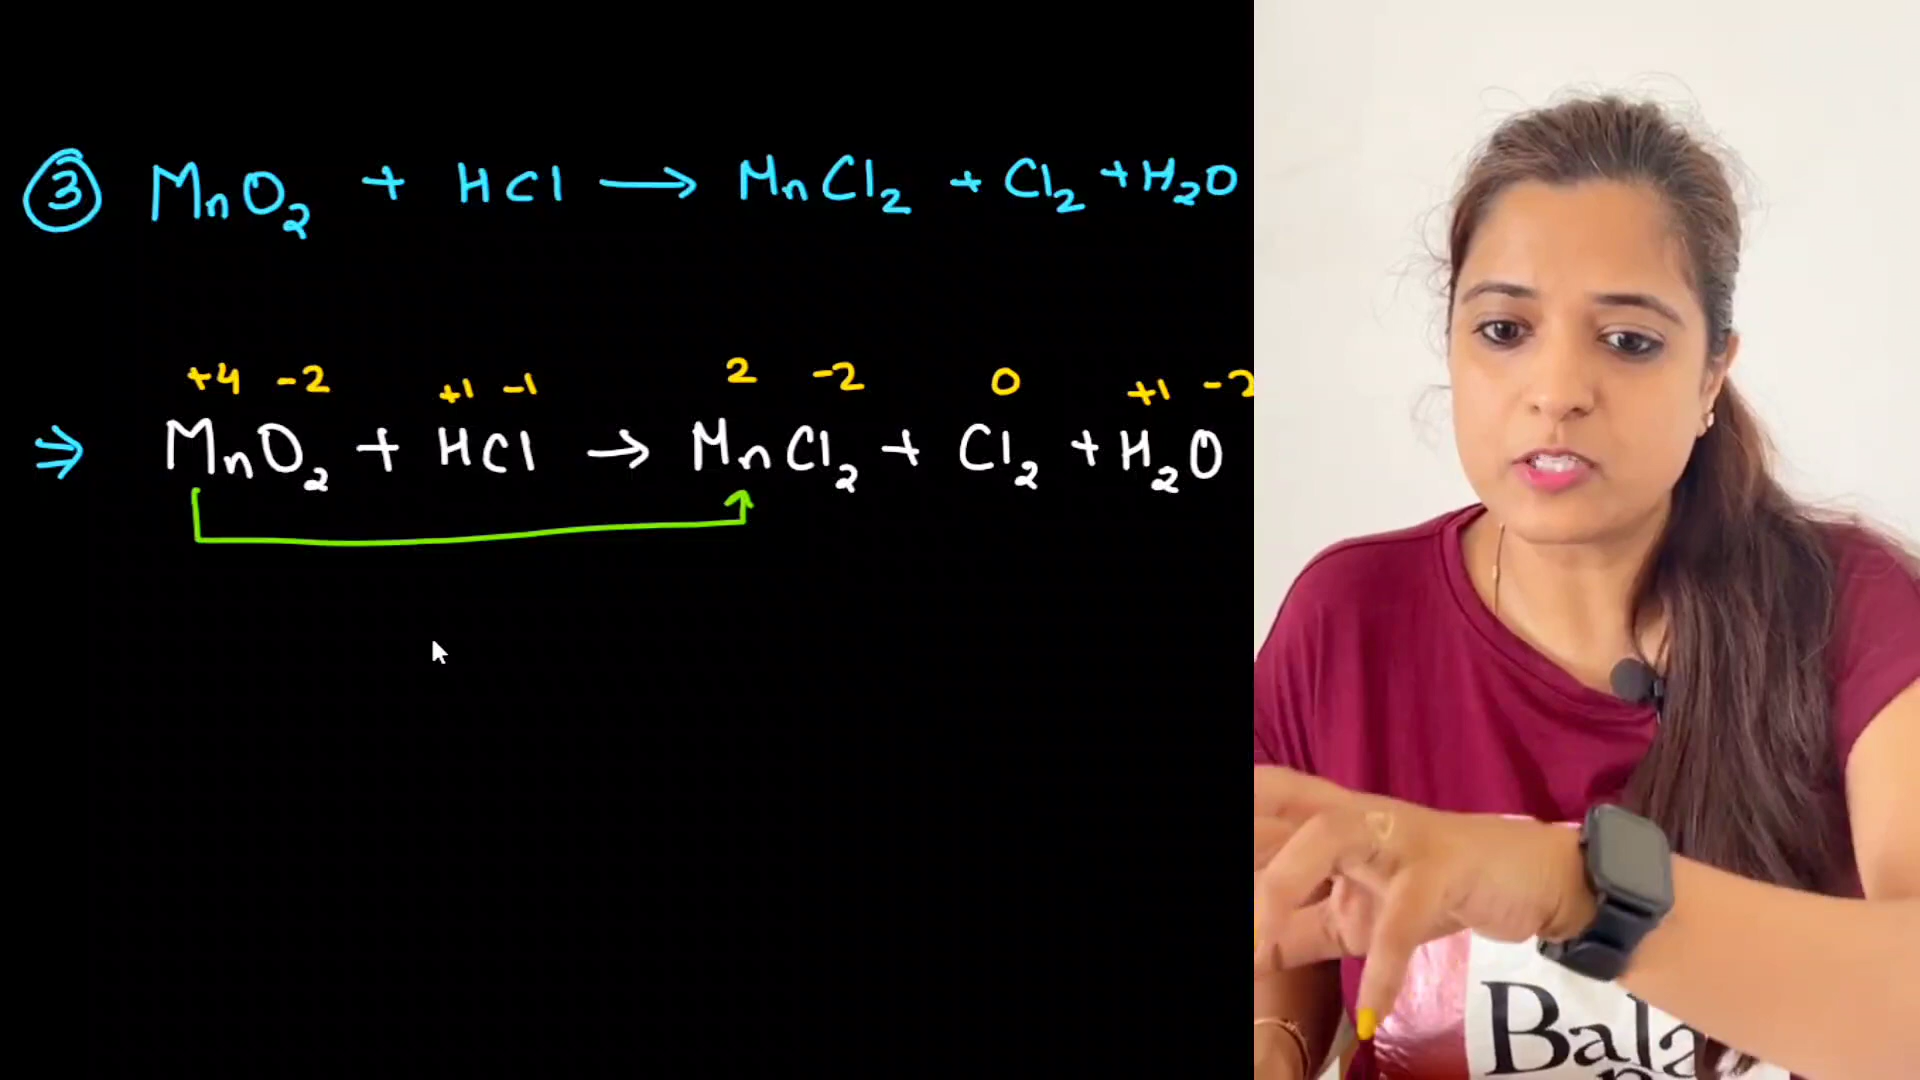 ③ MnO₂ + HCl → MnCl₂ + Cl₂ + H₂O
+4 -2 +1 -1 2 -2 0 +1 -2
⇒ MnO₂ + HCl → MnCl₂ + Cl₂ + H₂O
Bala